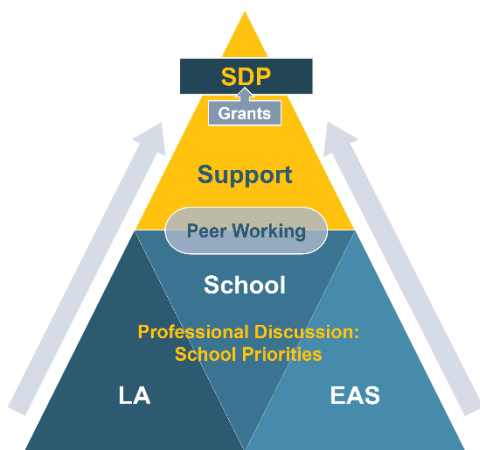 SDP
Grants
Support
Peer Working
School
Professional Discussion:
School Priorities
LA
EAS